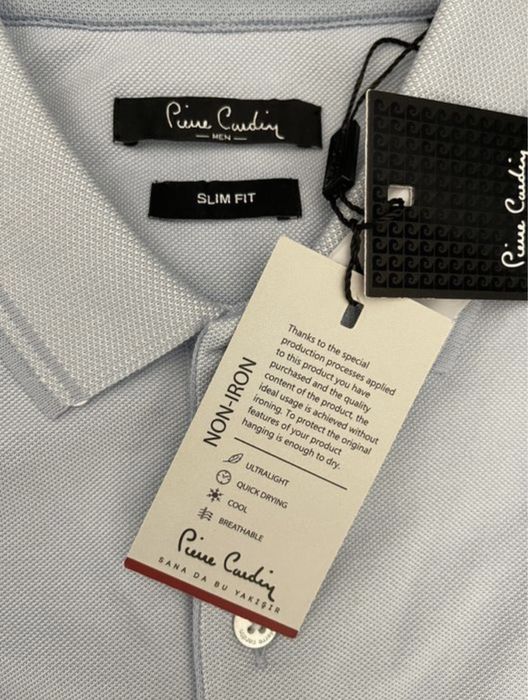 Pierre Cardin
MEN
SLIM FIT
Pierre Cardin
NON-IRON
Thanks to the special
production processes applied
to this product you have
purchased and the quality
content of the product, the
ideal usage is achieved without
ironing. To protect the original
features of your product
hanging is enough to dry.
ULTRALIGHT
QUICK DRYING
COOL
BREATHABLE
Pierre Cardin
SANA DA BU YAKIŞIR
pierre cardin